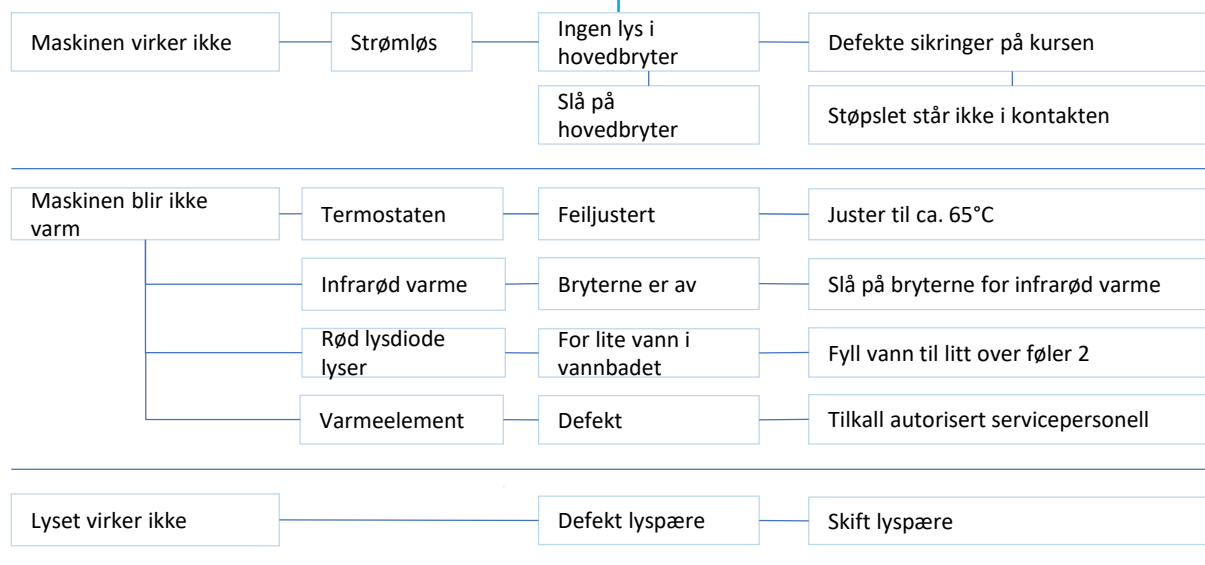 Maskinen virker ikke
Strømløs
Ingen lys i
hovedbryter
Defekte sikringer på kursen
Slå på
hovedbryter
Støpslet står ikke i kontakten
Maskinen blir ikke
varm
Termostaten
Feiljustert
Juster til ca. 65°C
Infrarød varme
Bryterne er av
Slå på bryterne for infrarød varme
Rød lysdiode
lyser
For lite vann i
vannbadet
Fyll vann til litt over føler 2
Varmeelement
Defekt
Tilkall autorisert servicepersonell
Lyset virker ikke
Defekt lyspære
Skift lyspære